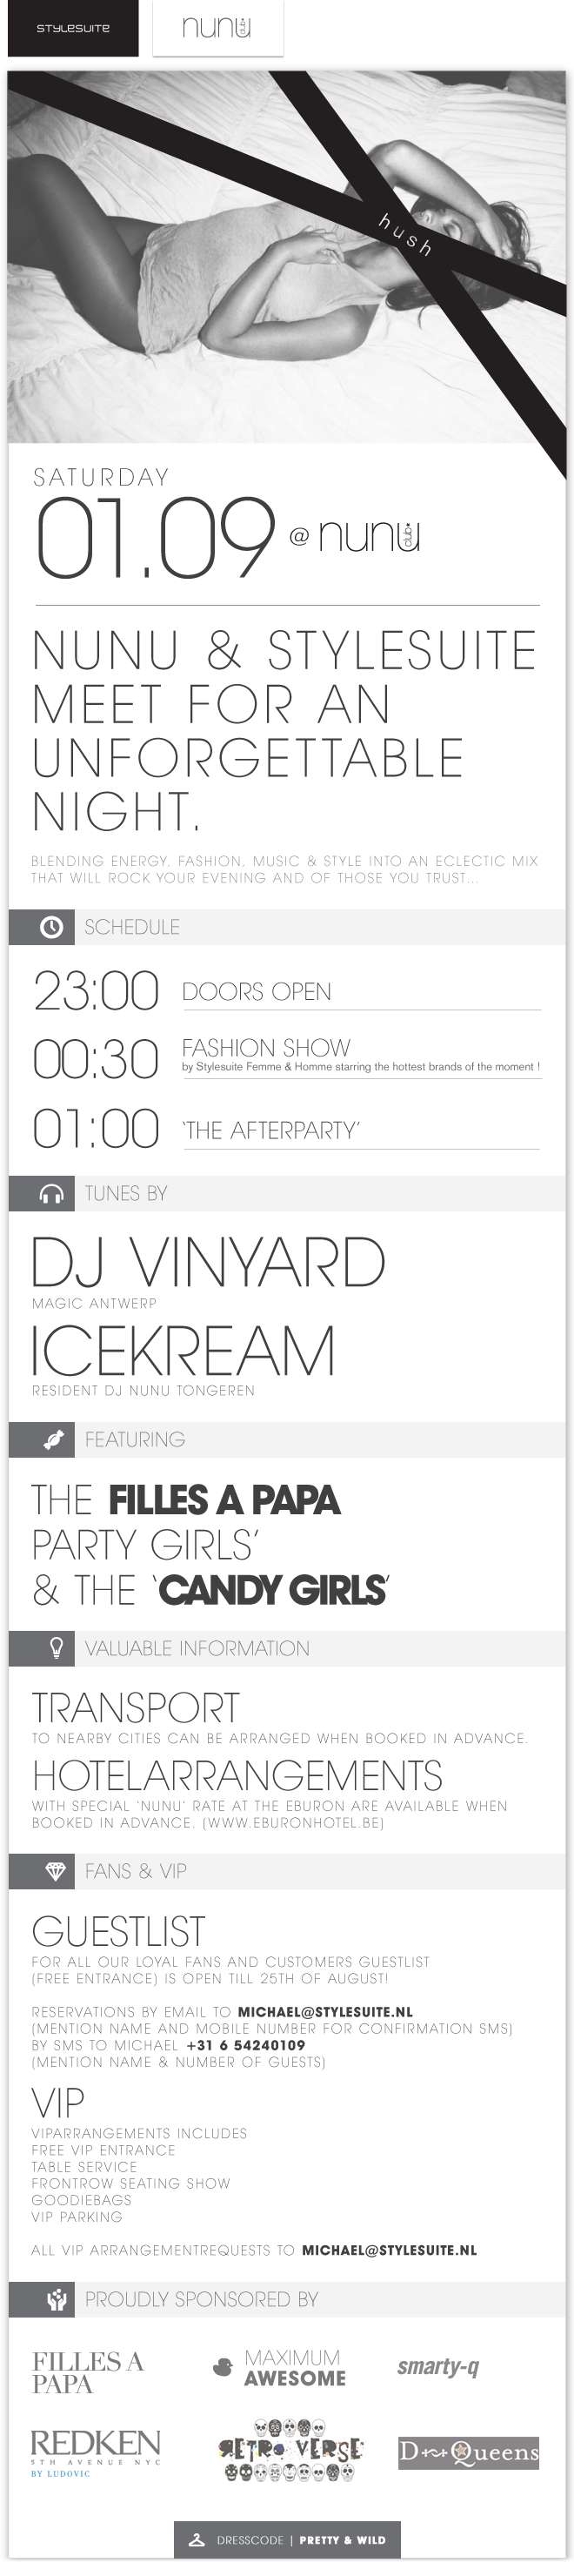 STYLESUITE
nunu club
hush
SATURDAY
01.09 @ nunu club
NUNU & STYLESUITE
MEET FOR AN
UNFORGETTABLE
NIGHT.
BLENDING ENERGY, FASHION, MUSIC & STYLE INTO AN ECLECTIC MIX
THAT WILL ROCK YOUR EVENING AND OF THOSE YOU TRUST...
SCHEDULE
23:00 DOORS OPEN
00:30 FASHION SHOW
by Stylesuite Femme & Homme starring the hottest brands of the moment !
01:00 'THE AFTERPARTY'
TUNES BY
DJ VINYARD
MAGIC ANTWERP
ICEKREAM
RESIDENT DJ NUNU TONGEREN
FEATURING
THE FILLES A PAPA
PARTY GIRLS'
& THE 'CANDY GIRLS'
VALUABLE INFORMATION
TRANSPORT
TO NEARBY CITIES CAN BE ARRANGED WHEN BOOKED IN ADVANCE.
HOTELARRANGEMENTS
WITH SPECIAL 'NUNU' RATE AT THE EBURON ARE AVAILABLE WHEN
BOOKED IN ADVANCE. (WWW.EBURONHOTEL.BE)
FANS & VIP
GUESTLIST
FOR ALL OUR LOYAL FANS AND CUSTOMERS GUESTLIST
(FREE ENTRANCE) IS OPEN TILL 25TH OF AUGUST!
RESERVATIONS BY EMAIL TO MICHAEL@STYLESUITE.NL
(MENTION NAME AND MOBILE NUMBER FOR CONFIRMATION SMS)
BY SMS TO MICHAEL +31 6 54240109
(MENTION NAME & NUMBER OF GUESTS)
VIP
VIPARRANGEMENTS INCLUDES
FREE VIP ENTRANCE
TABLE SERVICE
FRONTROW SEATING SHOW
GOODIEBAGS
VIP PARKING
ALL VIP ARRANGEMENTREQUESTS TO MICHAEL@STYLESUITE.NL
PROUDLY SPONSORED BY
FILLES A
PAPA
MAXIMUM
AWESOME
smarty-q
REDKEN
5TH AVENUE NYC
BY LUDOVIC
RETROVERSE
D Queens
DRESSCODE | PRETTY & WILD